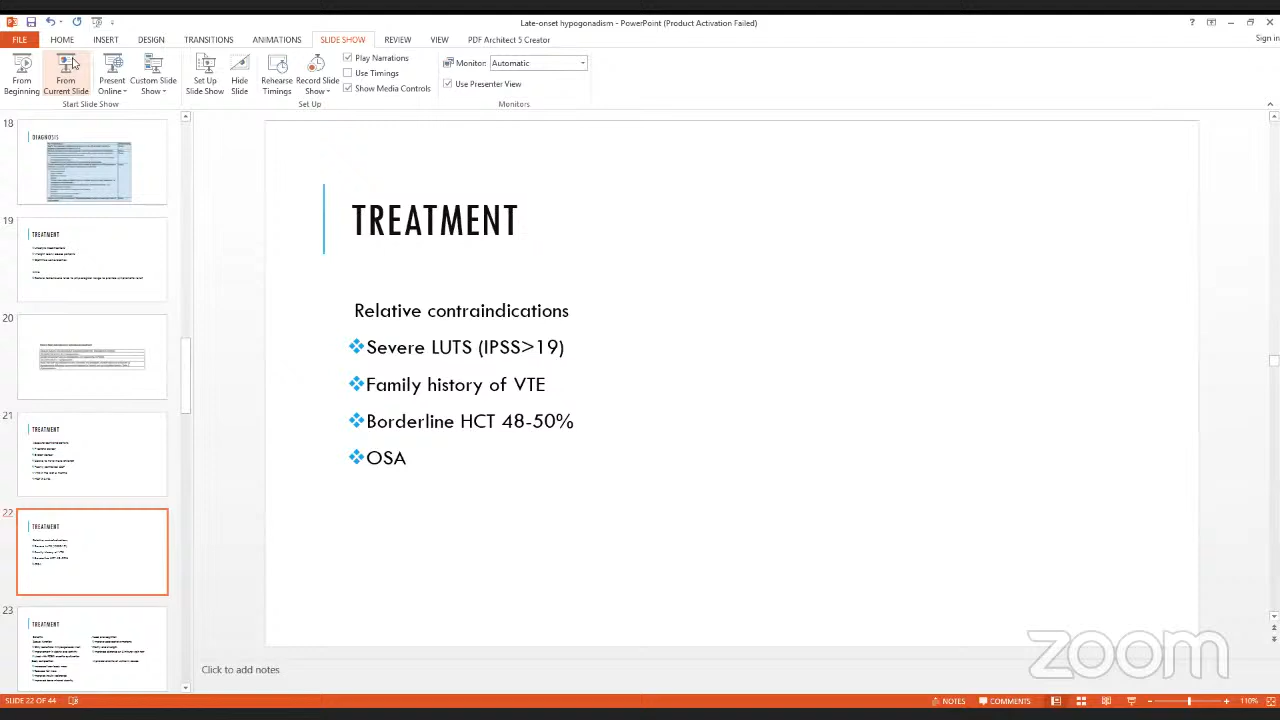 Late-onset hypogonadism - PowerPoint (Product Activation Failed)
FILE HOME INSERT DESIGN TRANSITIONS ANIMATIONS SLIDE SHOW REVIEW VIEW PDF Architect 5 Creator
Sign in
From Beginning
From Current Slide
Present Online
Custom Slide Show
Set Up Slide Show
Hide Slide
Rehearse Timings
Record Slide Show
Play Narrations
Use Timings
Show Media Controls
Monitor: Automatic
Use Presenter View
Start Slide Show
Set Up
Monitors
18
DIAGNOSIS
19
TREATMENT
20
21
TREATMENT
22
TREATMENT
23
TREATMENT
TREATMENT
Relative contraindications
Severe LUTS (IPSS>19)
Family history of VTE
Borderline HCT 48-50%
OSA
zoom
Click to add notes
SLIDE 22 OF 44
NOTES
COMMENTS
110%